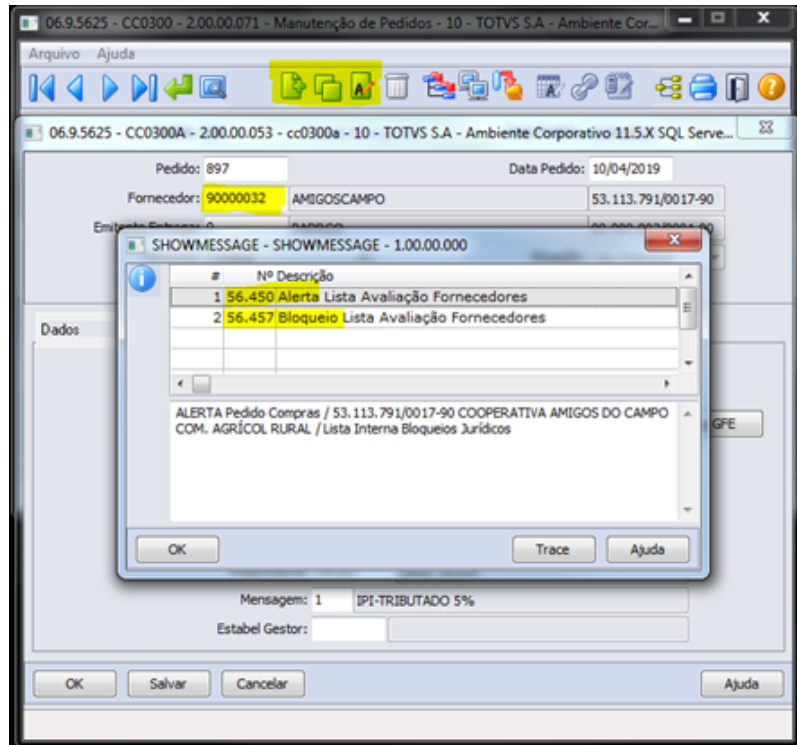 06.9.5625 - CC0300 - 2.00.00.071 - Manutenção de Pedidos - 10 - TOTVS S.A - Ambiente Cor...
Arquivo Ajuda
06.9.5625 - CC0300A - 2.00.00.053 - cc0300a - 10 - TOTVS S.A - Ambiente Corporativo 11.5.X SQL Serve...
Pedido: 897 Data Pedido: 10/04/2019
Fornecedor: 90000032 AMIGOSCAMPO 53.113.791/0017-90
SHOWMESSAGE - SHOWMESSAGE - 1.00.00.000
# Nº Descrição
1 56.450 Alerta Lista Avaliação Fornecedores
2 56.457 Bloqueio Lista Avaliação Fornecedores
Dados
ALERTA Pedido Compras / 53.113.791/0017-90 COOPERATIVA AMIGOS DO CAMPO
COM. AGRÍCOL RURAL / Lista Interna Bloqueios Jurídicos
GFE
OK Trace Ajuda
Mensagem: 1 IPI-TRIBUTADO 5%
Estabel Gestor:
OK Salvar Cancelar Ajuda